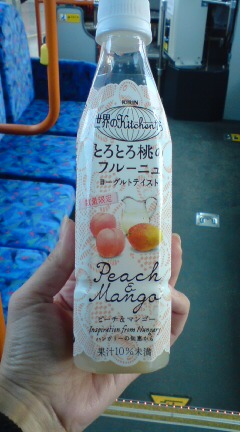 KIRIN
世界のKitchenから
とろとろ桃の
フルーニュ
ヨーグルトテイスト
数量限定
Peach
&
Mango
ピーチ&マンゴー
Inspiration from Hungary
ハンガリーの知恵から
果汁10%未満